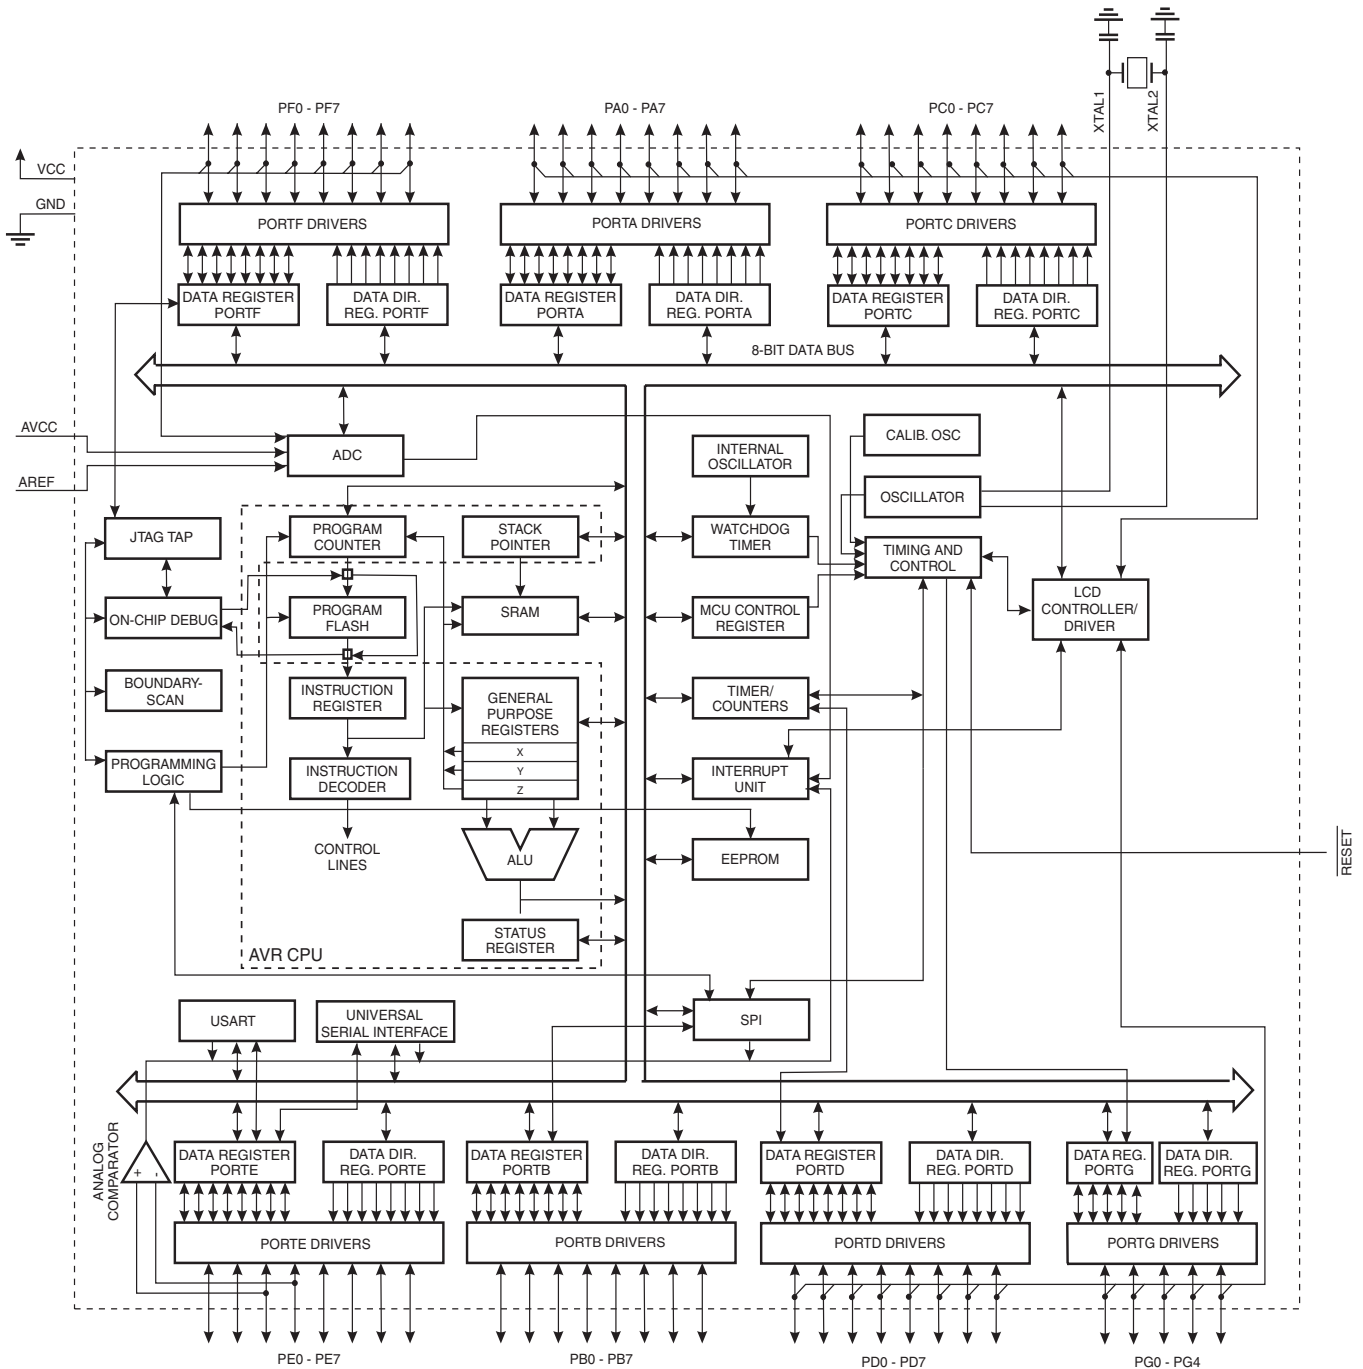 XTAL1
XTAL2
PF0 - PF7
PA0 - PA7
PC0 - PC7
VCC
GND
PORTF DRIVERS
PORTA DRIVERS
PORTC DRIVERS
DATA REGISTER
PORTF
DATA DIR.
REG. PORTF
DATA REGISTER
PORTA
DATA DIR.
REG. PORTA
DATA REGISTER
PORTC
DATA DIR.
REG. PORTC
8-BIT DATA BUS
AVCC
AREF
ADC
INTERNAL
OSCILLATOR
CALIB. OSC
OSCILLATOR
JTAG TAP
PROGRAM
COUNTER
STACK
POINTER
WATCHDOG
TIMER
TIMING AND
CONTROL
LCD
CONTROLLER/
DRIVER
ON-CHIP DEBUG
PROGRAM
FLASH
SRAM
MCU CONTROL
REGISTER
BOUNDARY-
SCAN
INSTRUCTION
REGISTER
GENERAL
PURPOSE
REGISTERS
X
Y
Z
TIMER/
COUNTERS
PROGRAMMING
LOGIC
INSTRUCTION
DECODER
INTERRUPT
UNIT
CONTROL
LINES
ALU
EEPROM
RESET
STATUS
REGISTER
AVR CPU
USART
UNIVERSAL
SERIAL INTERFACE
SPI
ANALOG
COMPARATOR
+
-
DATA REGISTER
PORTE
DATA DIR.
REG. PORTE
DATA REGISTER
PORTB
DATA DIR.
REG. PORTB
DATA REGISTER
PORTD
DATA DIR.
REG. PORTD
DATA REG.
PORTG
DATA DIR.
REG. PORTG
PORTE DRIVERS
PORTB DRIVERS
PORTD DRIVERS
PORTG DRIVERS
PE0 - PE7
PB0 - PB7
PD0 - PD7
PG0 - PG4